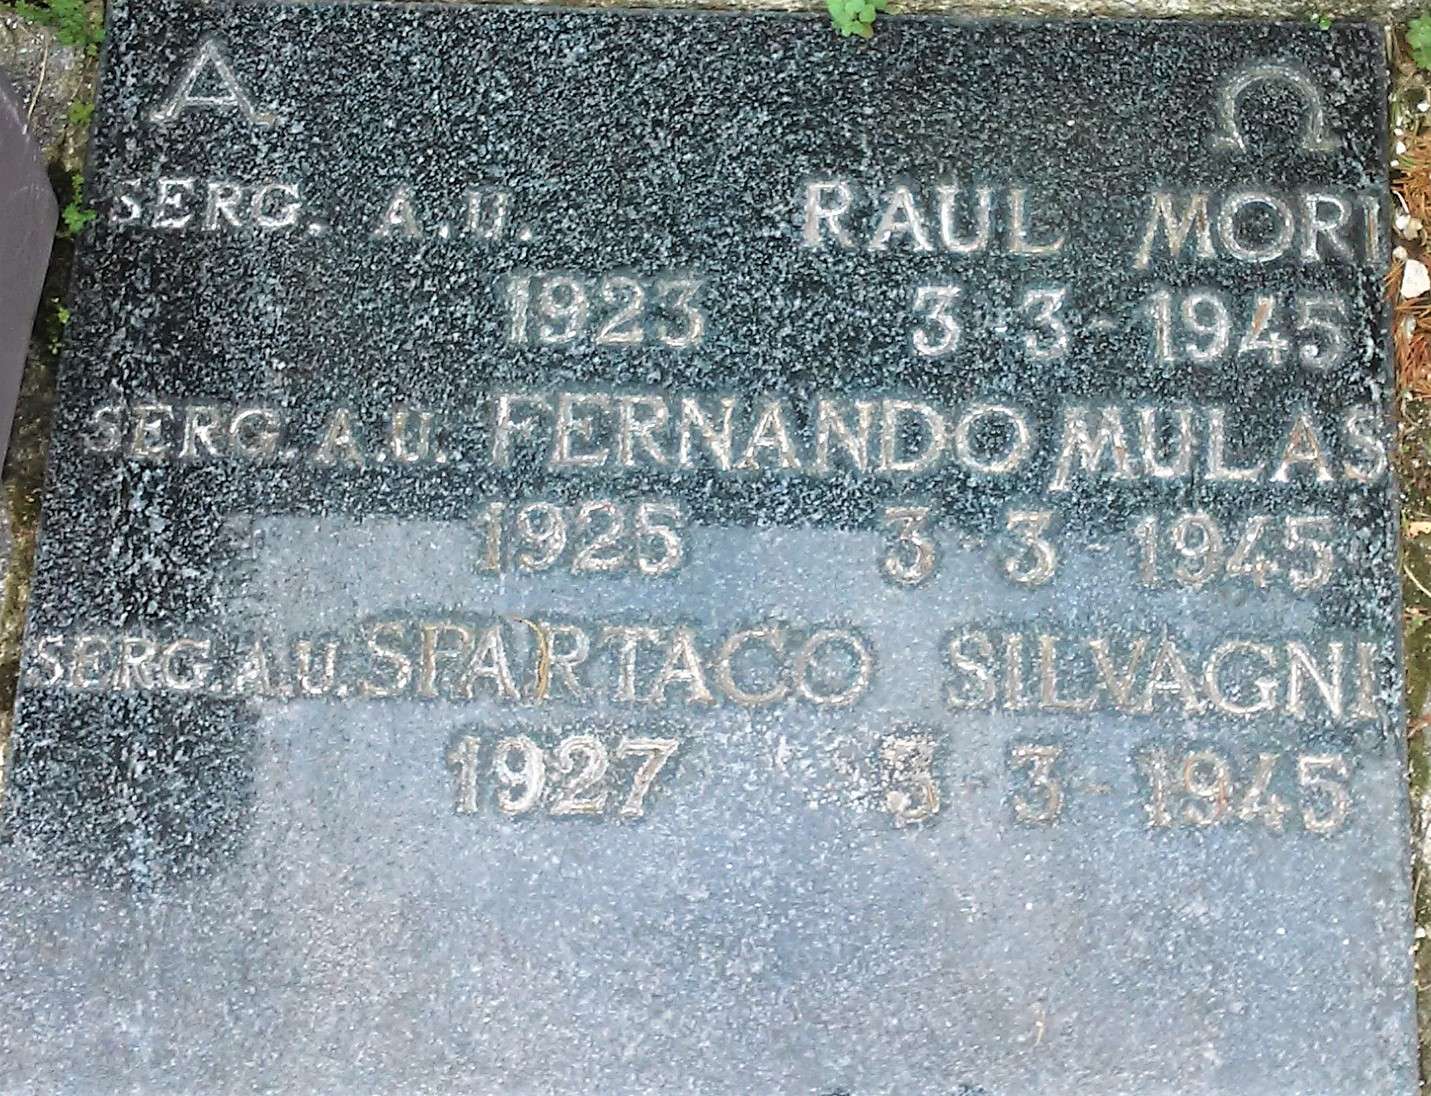 A Ω
SERG. A.U. RAUL MORI
1923 3-3-1945
SERG. A.U. FERNANDO MULAS
1925 3-3-1945
SERG. A.U. SPARTACO SILVAGNI
1927 3-3-1945